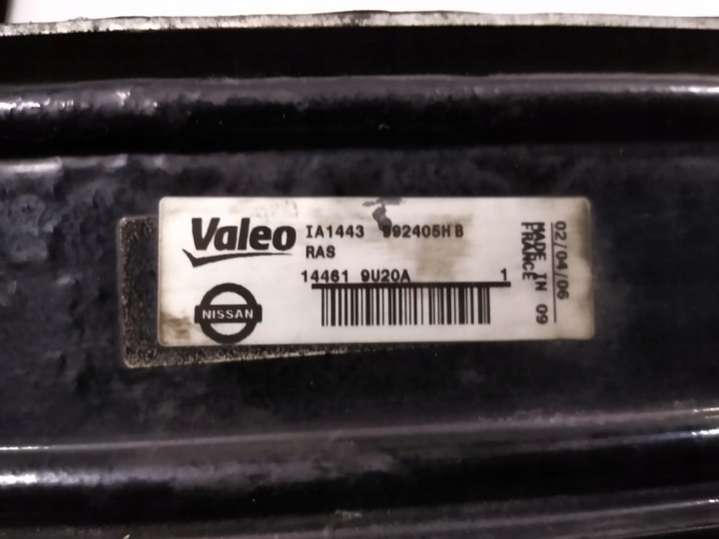 Valeo
IA1443 992405HB
RAS
14461 9U20A 1
NISSAN
02/04/06
MADE IN 09
FRANCE